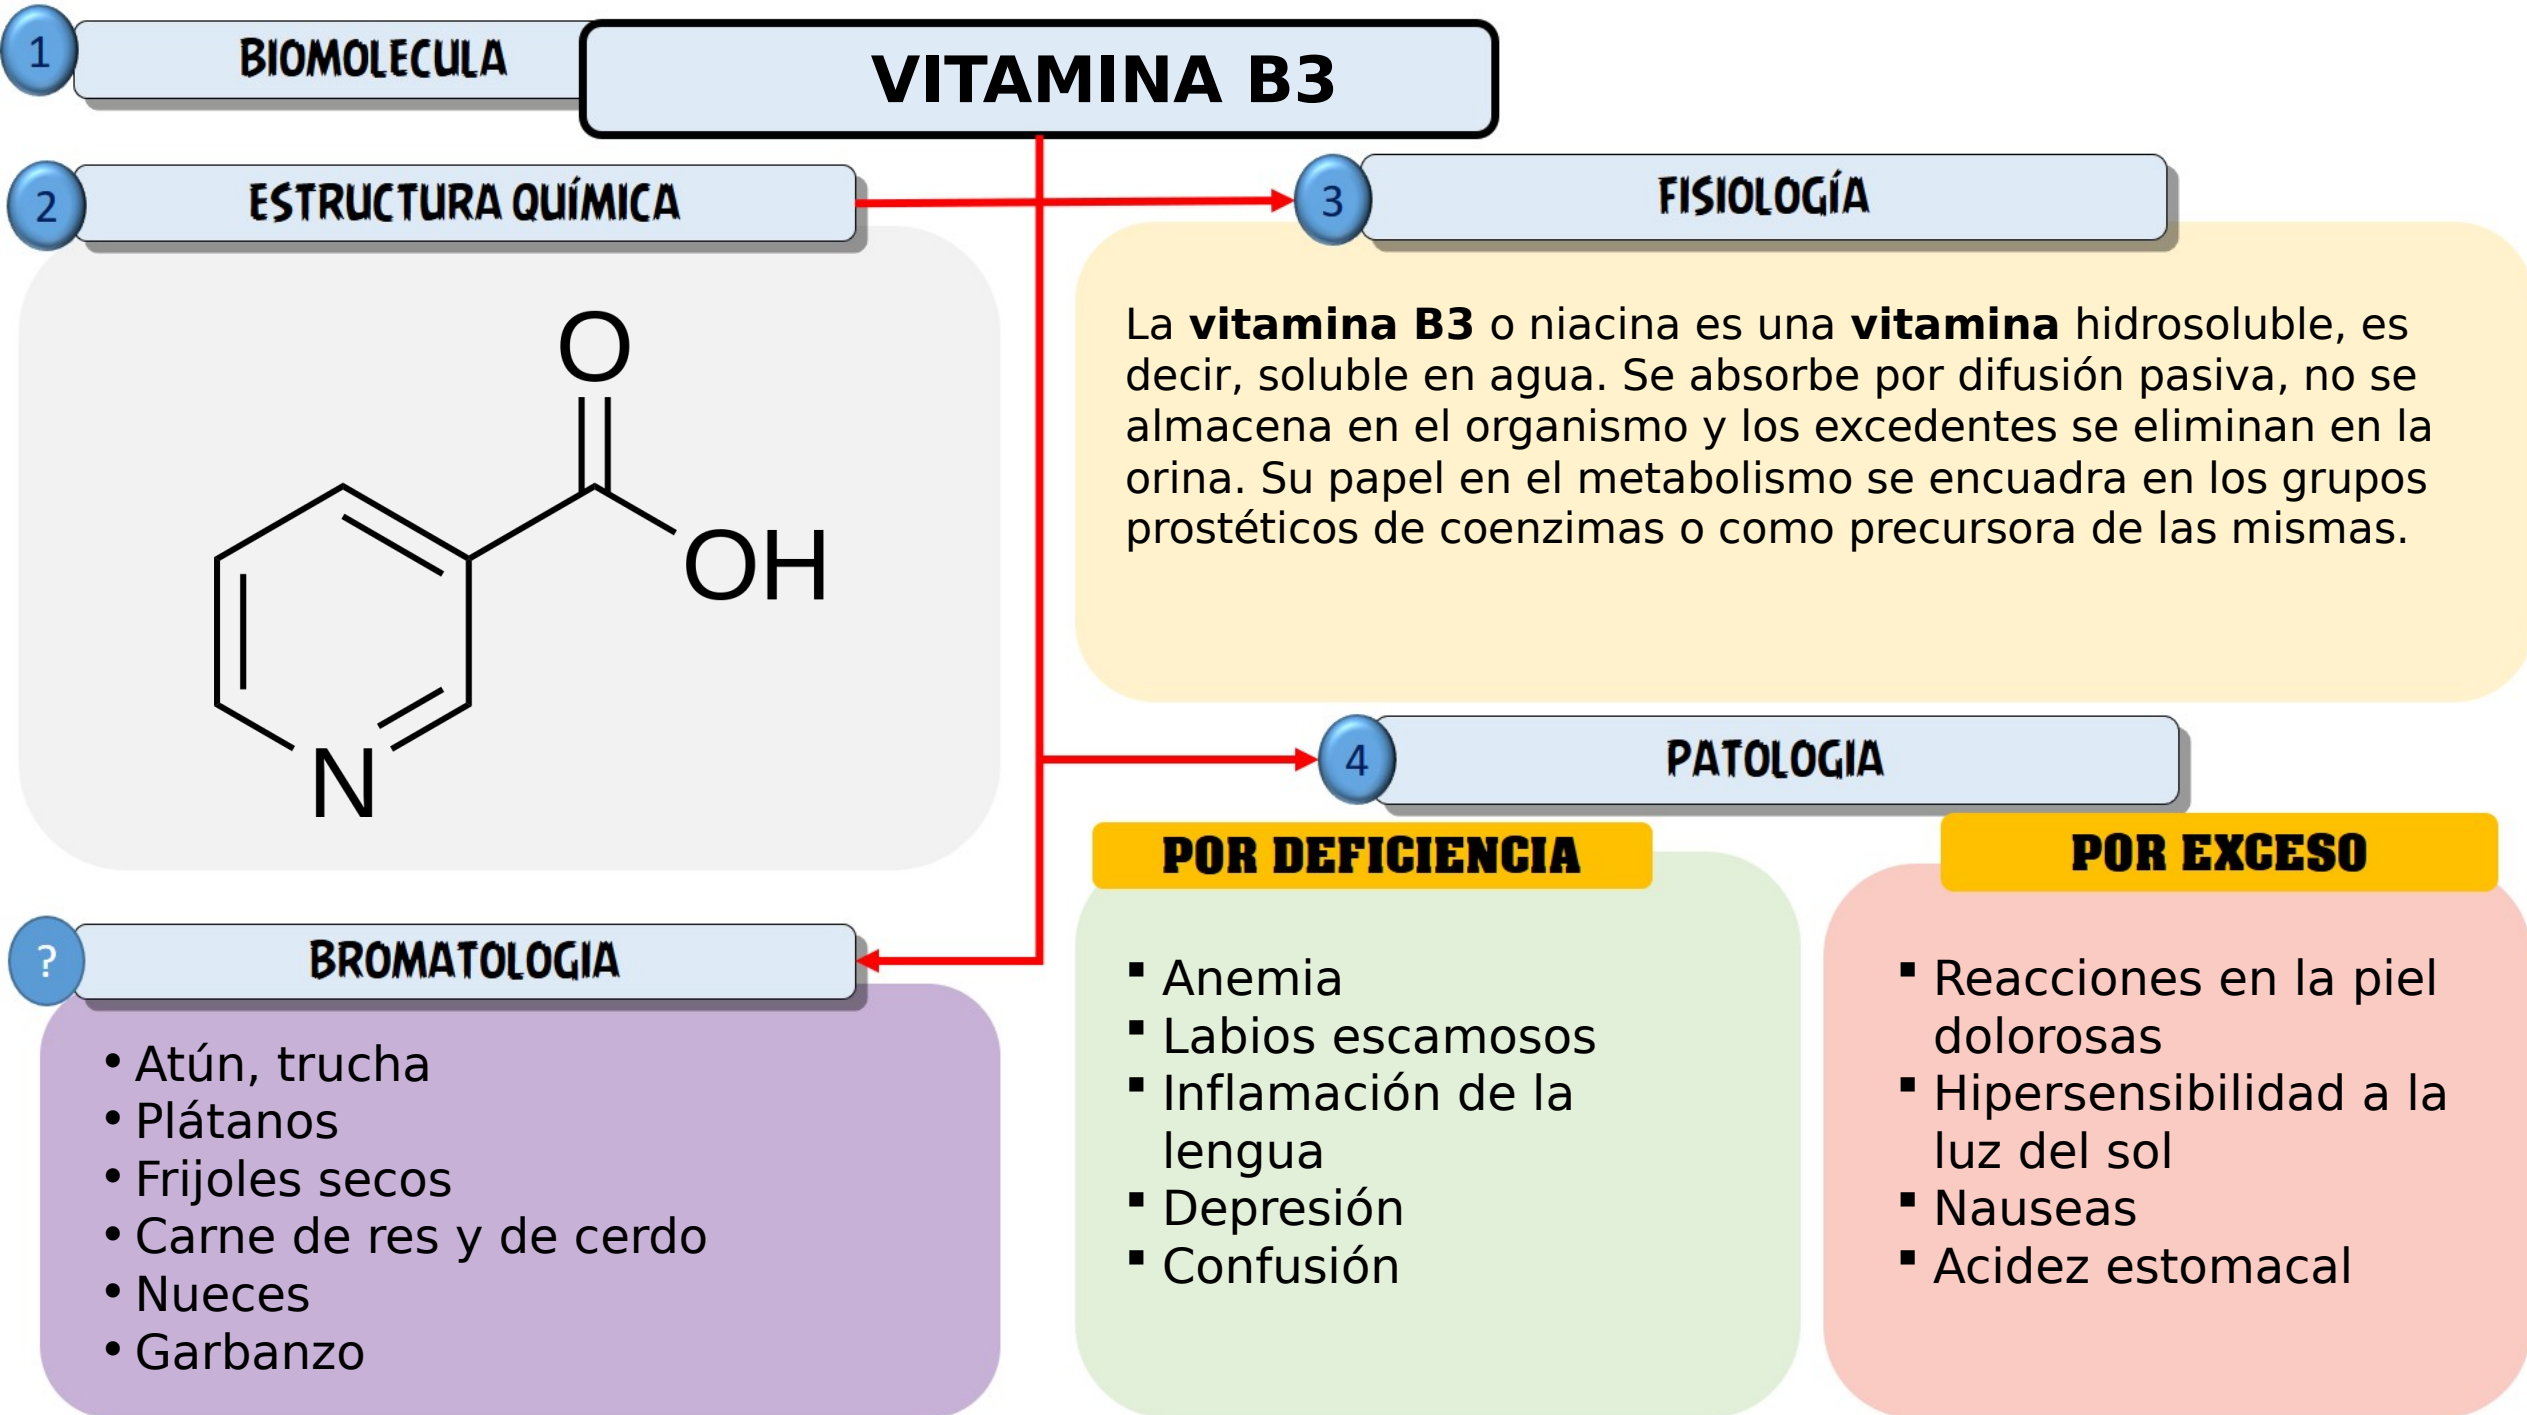 1
BIOMOLECULA
VITAMINA B3
2
ESTRUCTURA QUÍMICA
O
OH
N
3
FISIOLOGÍA
La vitamina B3 o niacina es una vitamina hidrosoluble, es
decir, soluble en agua. Se absorbe por difusión pasiva, no se
almacena en el organismo y los excedentes se eliminan en la
orina. Su papel en el metabolismo se encuadra en los grupos
prostéticos de coenzimas o como precursora de las mismas.
4
PATOLOGIA
POR DEFICIENCIA
▪ Anemia
▪ Labios escamosos
▪ Inflamación de la
lengua
▪ Depresión
▪ Confusión
POR EXCESO
▪ Reacciones en la piel
dolorosas
▪ Hipersensibilidad a la
luz del sol
▪ Nauseas
▪ Acidez estomacal
?
BROMATOLOGIA
• Atún, trucha
• Plátanos
• Frijoles secos
• Carne de res y de cerdo
• Nueces
• Garbanzo